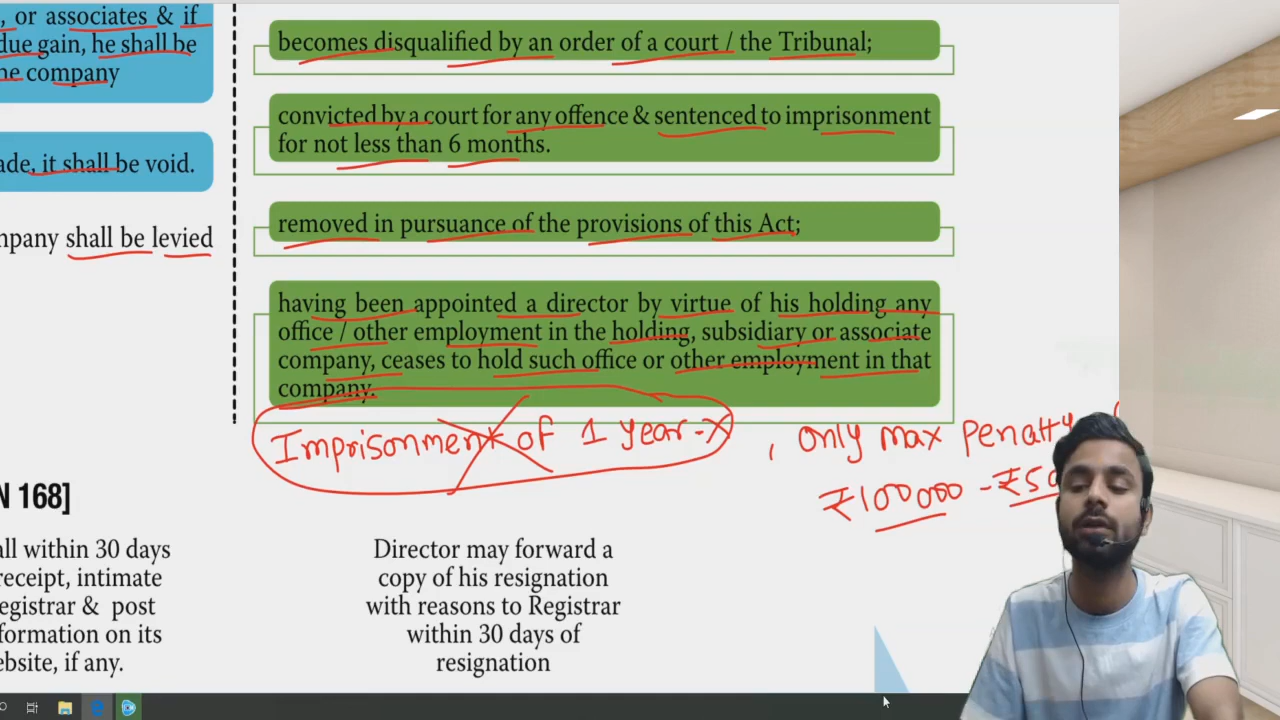 , or associates & if
due gain, he shall be
he company
ade, it shall be void.
mpany shall be levied
becomes disqualified by an order of a court / the Tribunal;
convicted by a court for any offence & sentenced to imprisonment
for not less than 6 months.
removed in pursuance of the provisions of this Act;
having been appointed a director by virtue of his holding any
office / other employment in the holding, subsidiary or associate
company, ceases to hold such office or other employment in that
company.
Imprisonment of 1 year-X , only max penalty
₹100000 - ₹50
N 168]
all within 30 days
receipt, intimate
egistrar & post
formation on its
ebsite, if any.
Director may forward a
copy of his resignation
with reasons to Registrar
within 30 days of
resignation